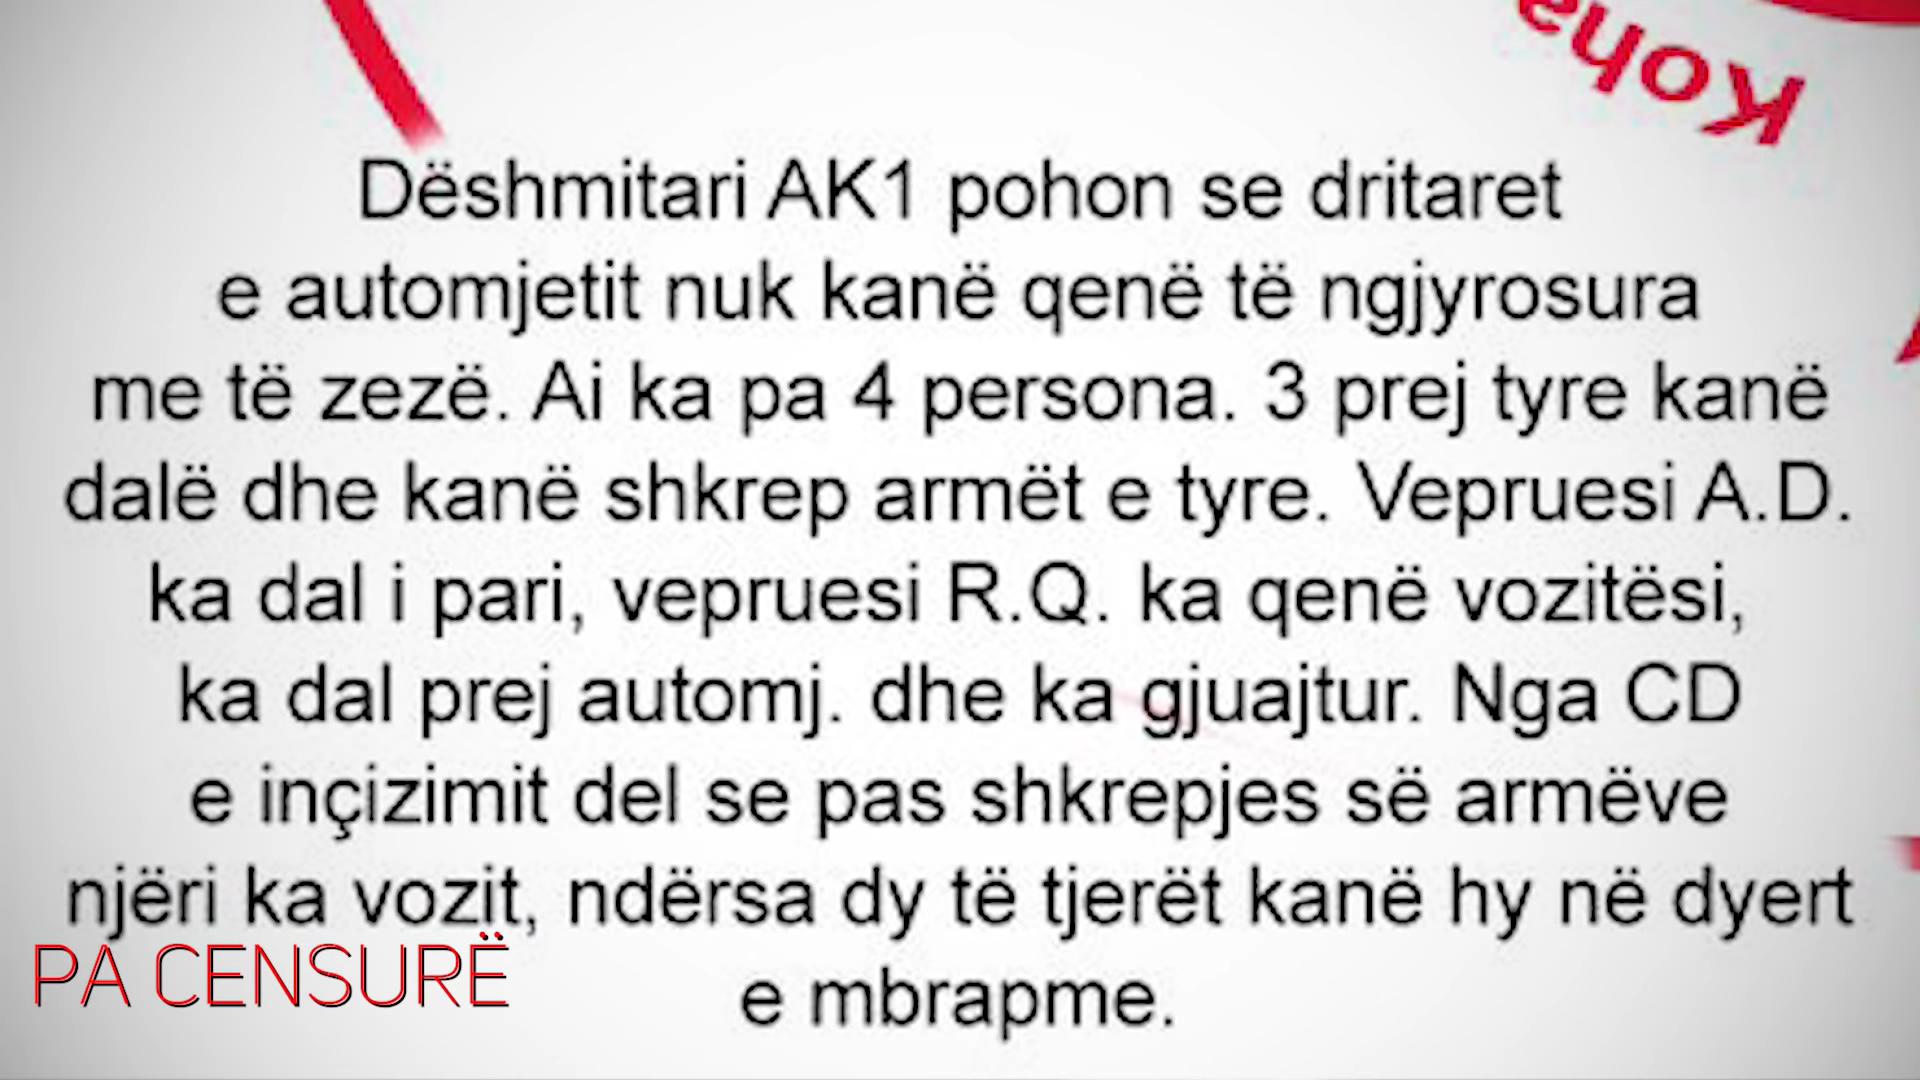 Koha
Dëshmitari AK1 pohon se dritaret
e automjetit nuk kanë qenë të ngjyrosura
me të zezë. Ai ka pa 4 persona. 3 prej tyre kanë
dalë dhe kanë shkrep armët e tyre. Vepruesi A.D.
ka dal i pari, vepruesi R.Q. ka qenë vozitësi,
ka dal prej automj. dhe ka gjuajtur. Nga CD
e inçizimit del se pas shkrepjes së armëve
njëri ka vozit, ndërsa dy të tjerët kanë hy në dyert
e mbrapme.
PA CENSURË